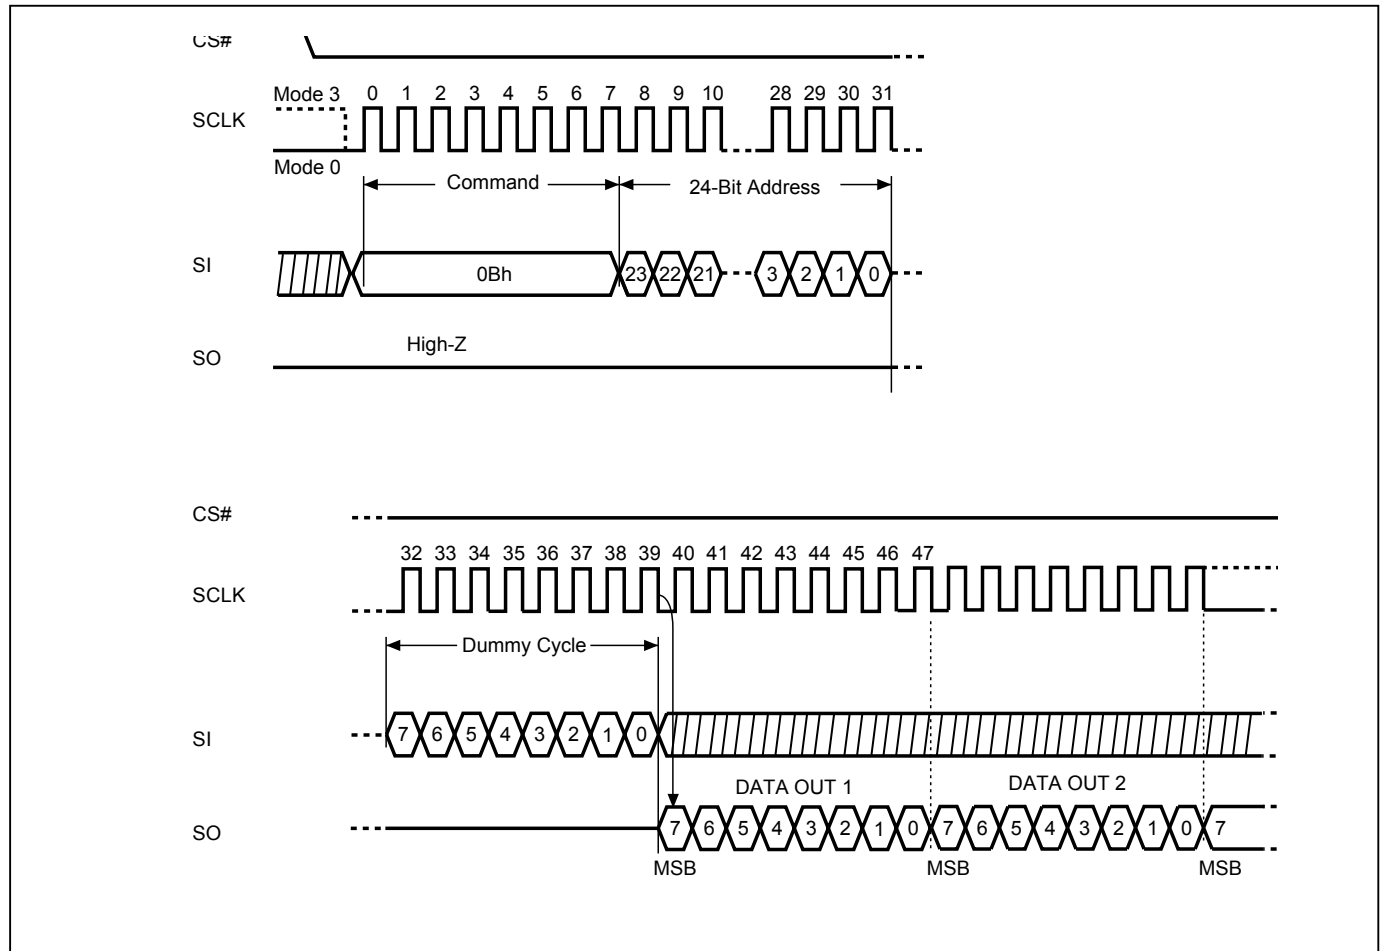 CS#
Mode 3 0 1 2 3 4 5 6 7 8 9 10 28 29 30 31
SCLK
Mode 0
Command 24-Bit Address
SI 0Bh 23 22 21 3 2 1 0
High-Z
SO
CS#
32 33 34 35 36 37 38 39 40 41 42 43 44 45 46 47
SCLK
Dummy Cycle
SI 7 6 5 4 3 2 1 0
DATA OUT 1 DATA OUT 2
SO 7 6 5 4 3 2 1 0 7 6 5 4 3 2 1 0 7
MSB MSB MSB